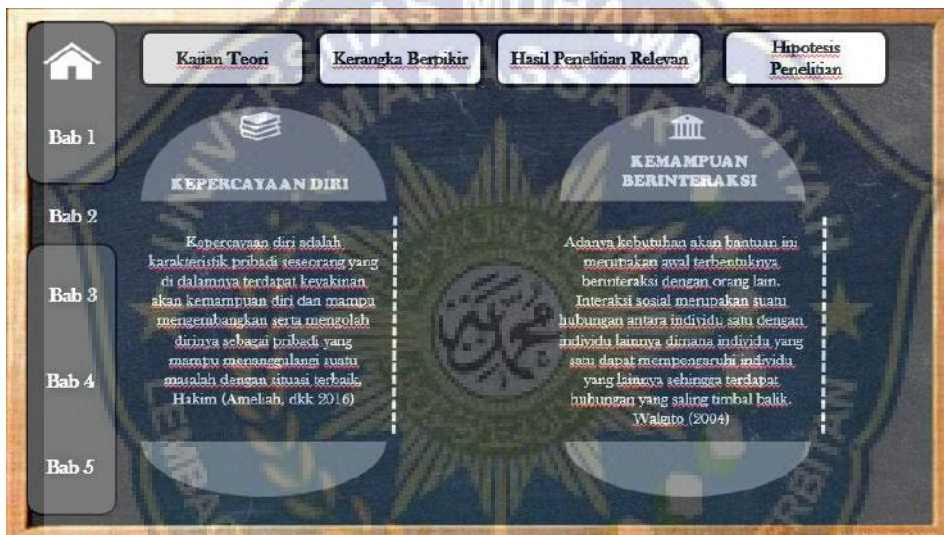 Kajian Teori
Kerangka Berpikir
Hasil Penelitian Relevan
Hipotesis
Penelitian
Bab 1
Bab 2
Bab 3
Bab 4
Bab 5
KEPERCAYAAN DIRI
Kepercayaan diri adalah
karakteristik pribadi seseorang yang
di dalamnya terdapat keyakinan
akan kemampuan diri dan mampu
mengembangkan serta mengolah
dirinya sebagai pribadi yang
mampu menanggulangi suatu
masalah dengan situasi terbaik,
Hakim (Ameliah, dkk 2016)
KEMAMPUAN
BERINTERAKSI
Adanya kebutuhan akan bantuan ini
merupakan awal terbentuknya
berinteraksi dengan orang lain.
Interaksi sosial merupakan suatu
hubungan antara individu satu dengan
individu lainnya dimana individu yang
satu dapat mempengaruhi individu
yang lainnya sehingga terdapat
hubungan yang saling timbal balik.
Walgito (2004)